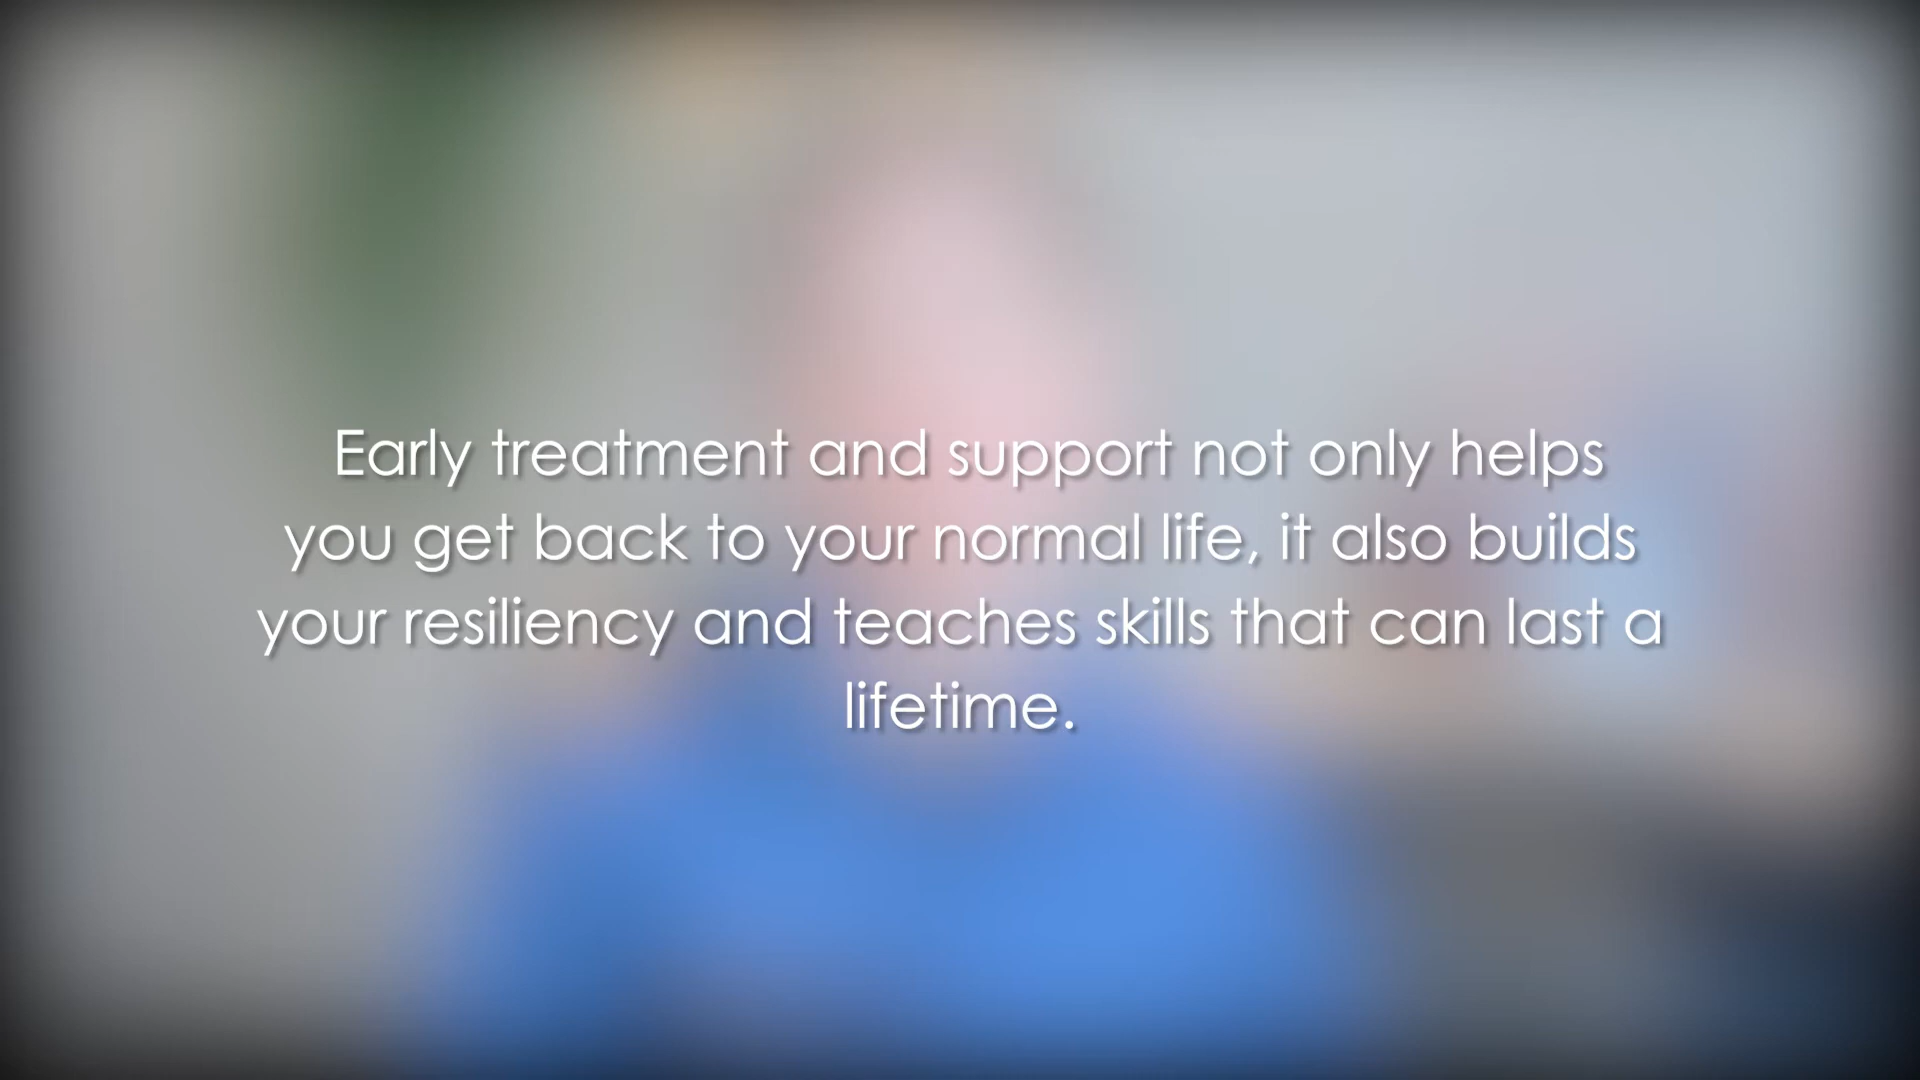 Early treatment and support not only helps
you get back to your normal life, it also builds
your resiliency and teaches skills that can last a
lifetime.